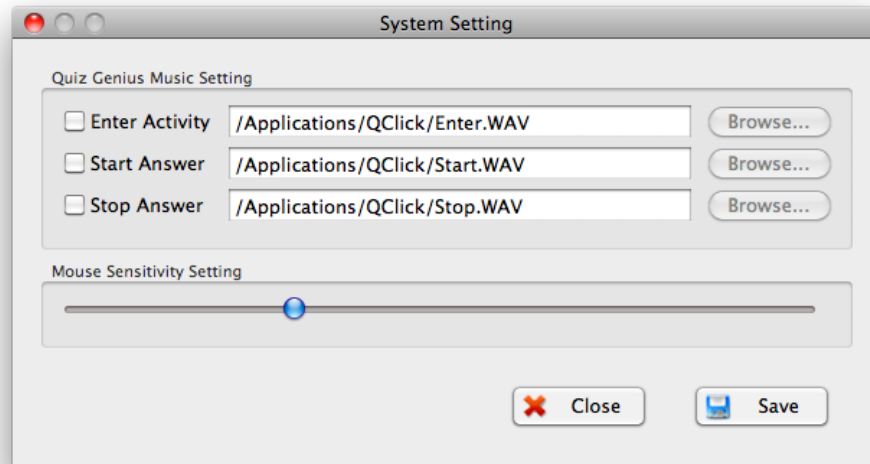 System Setting
Quiz Genius Music Setting
Enter Activity /Applications/QClick/Enter.WAV Browse...
Start Answer /Applications/QClick/Start.WAV Browse...
Stop Answer /Applications/QClick/Stop.WAV Browse...
Mouse Sensitivity Setting
Close Save